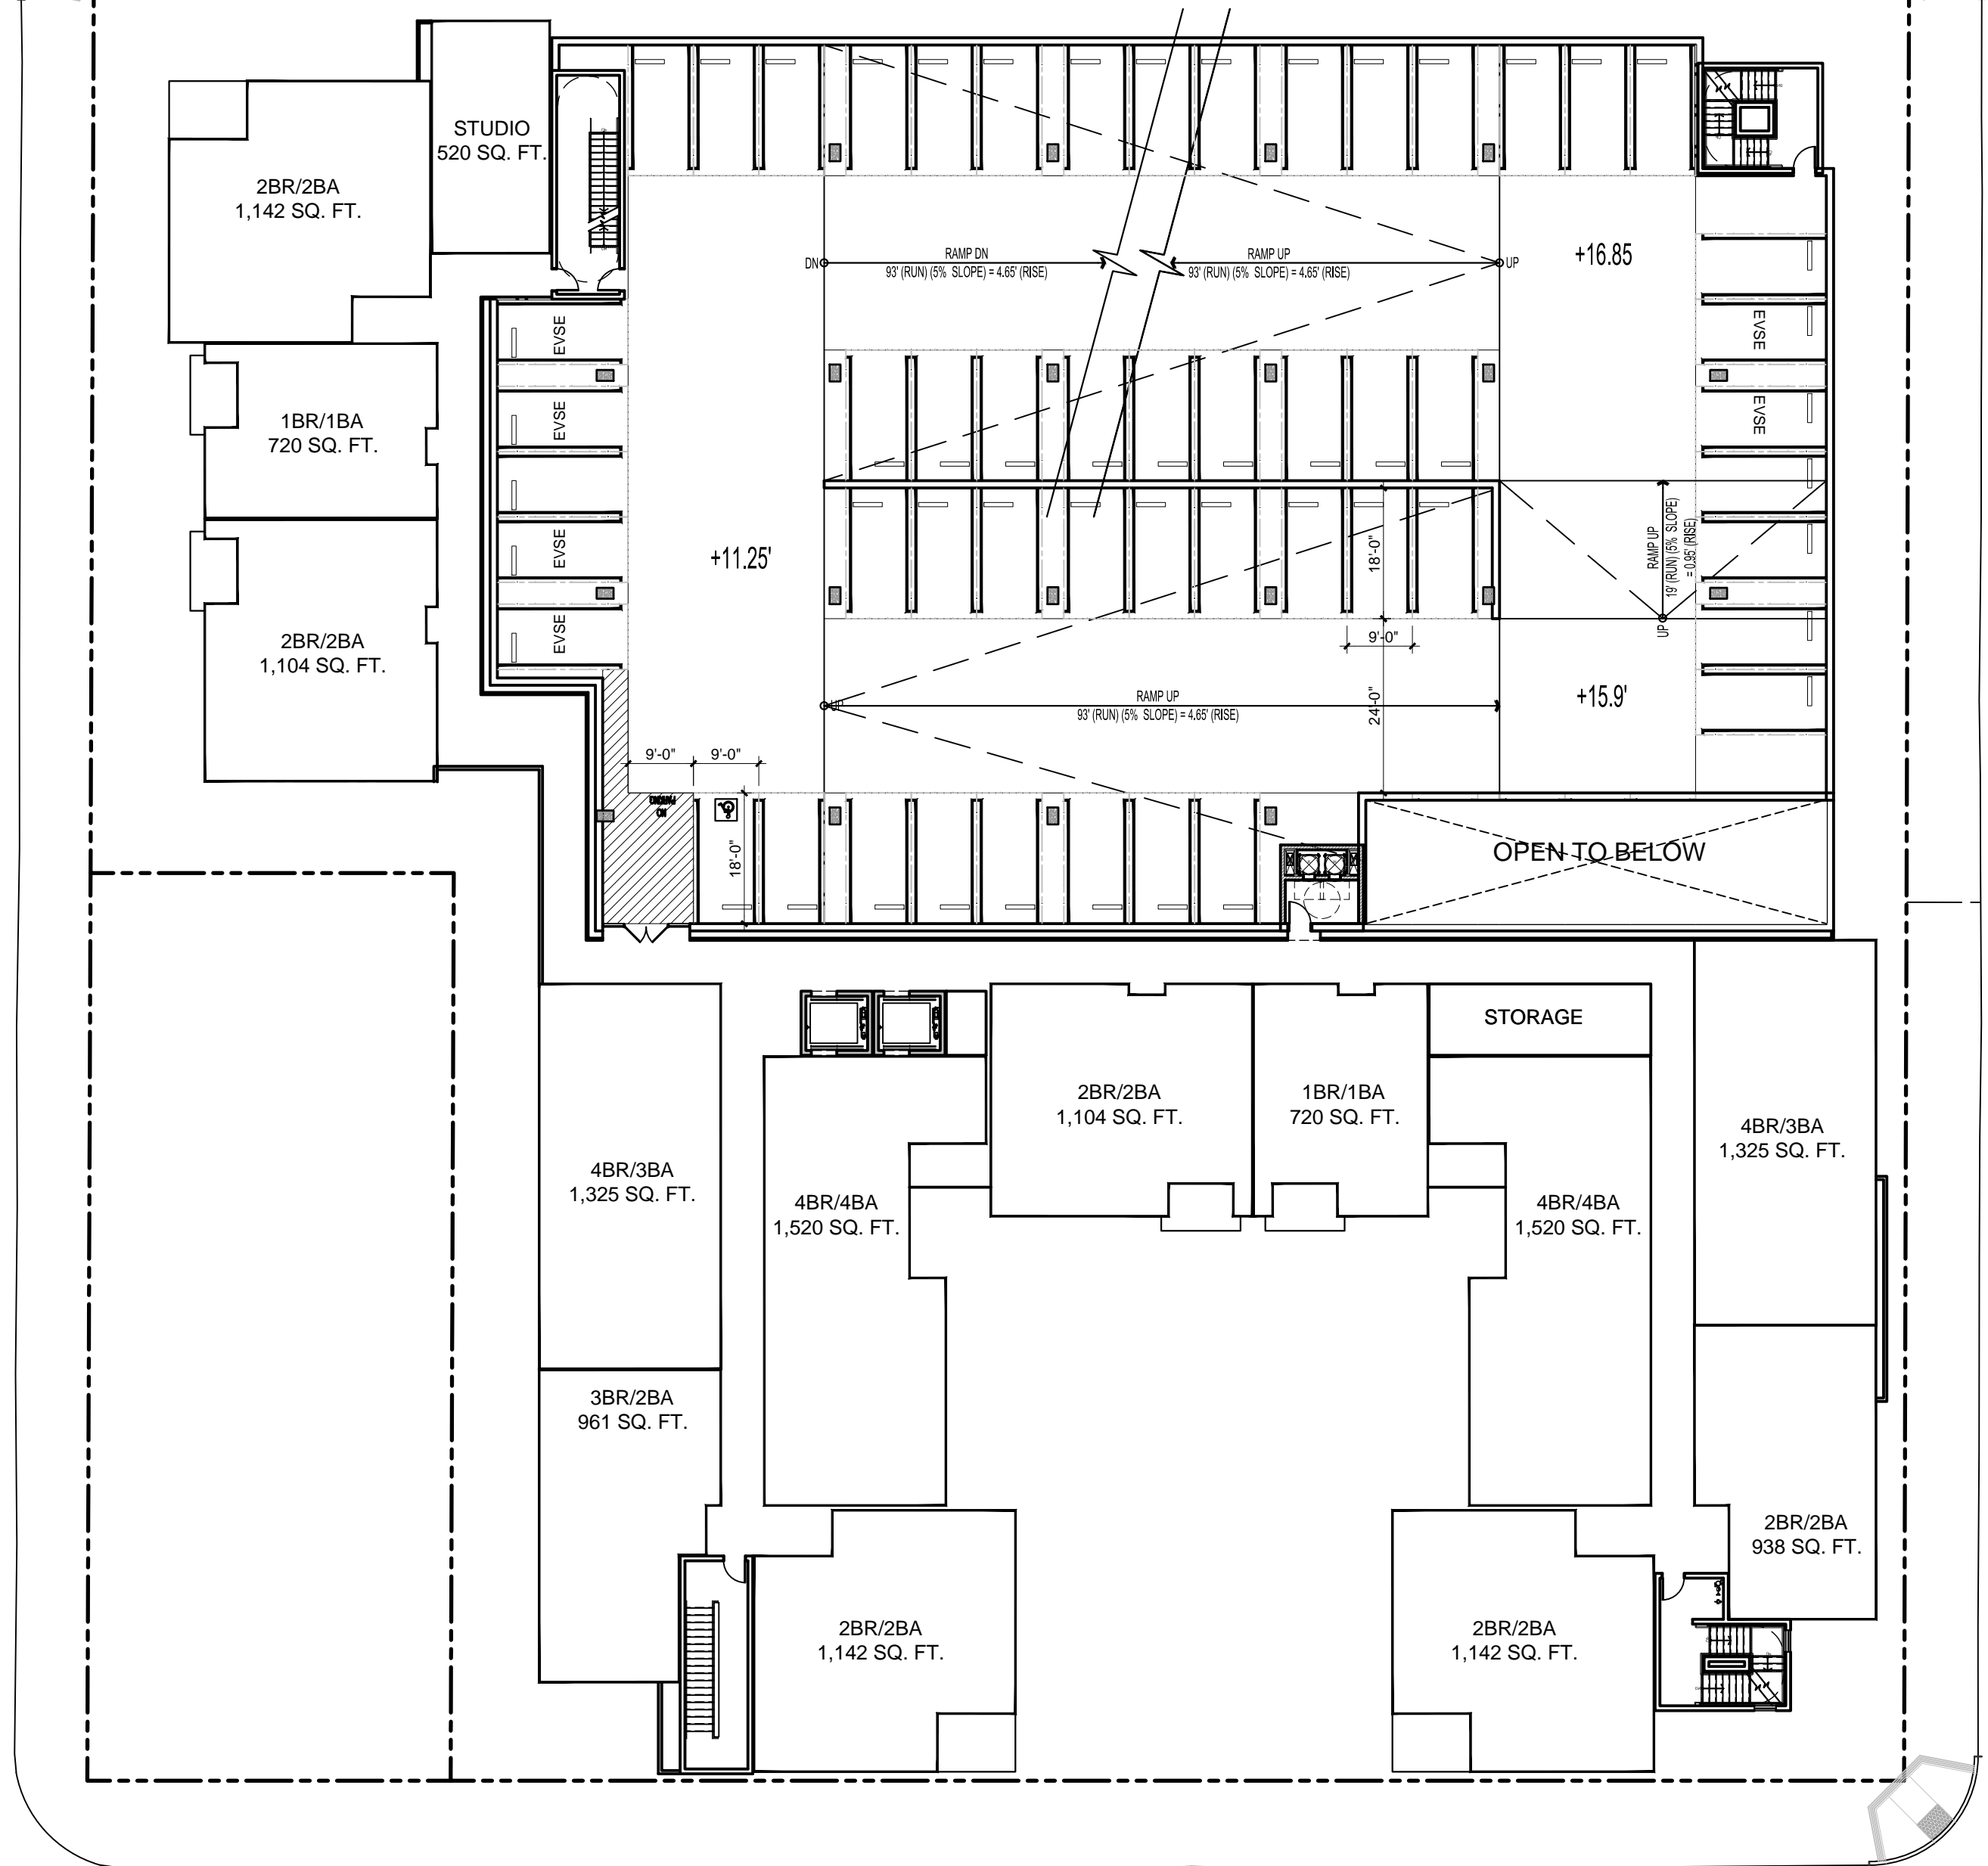 STUDIO
520 SQ. FT.
2BR/2BA
1,142 SQ. FT.
1BR/1BA
720 SQ. FT.
2BR/2BA
1,104 SQ. FT.
DN
RAMP DN
93' (RUN) (5% SLOPE) = 4.65' (RISE)
RAMP UP
93' (RUN) (5% SLOPE) = 4.65' (RISE)
UP
+16.85
EVSE
EVSE
EVSE
EVSE
EVSE
EVSE
+11.25'
18'-0"
9'-0"
24'-0"
RAMP UP
19' (RUN) (5% SLOPE)
= 0.95' (RISE)
UP
UP
RAMP UP
93' (RUN) (5% SLOPE) = 4.65' (RISE)
+15.9'
9'-0"
9'-0"
NO
PARKING
18'-0"
OPEN TO BELOW
STORAGE
2BR/2BA
1,104 SQ. FT.
1BR/1BA
720 SQ. FT.
4BR/3BA
1,325 SQ. FT.
4BR/3BA
1,325 SQ. FT.
4BR/4BA
1,520 SQ. FT.
4BR/4BA
1,520 SQ. FT.
3BR/2BA
961 SQ. FT.
2BR/2BA
938 SQ. FT.
2BR/2BA
1,142 SQ. FT.
2BR/2BA
1,142 SQ. FT.